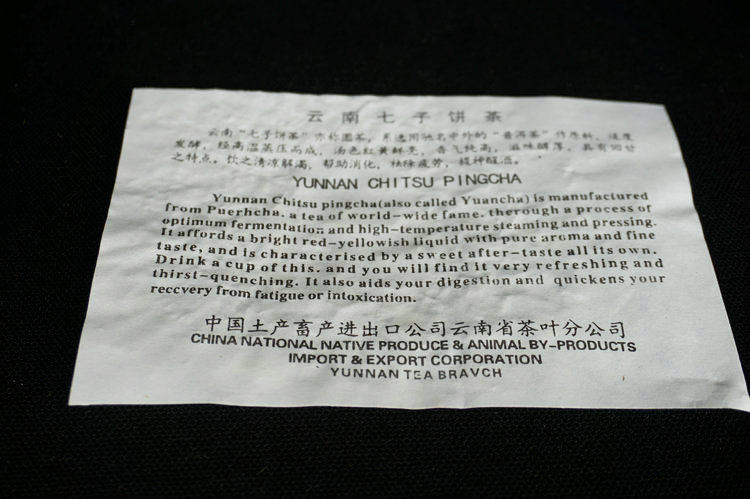 云南七子饼茶
云南“七子饼茶”亦称圆茶，系选用驰名中外的“普洱茶”作原料，适度
发酵，经高温蒸压而成，汤色红黄鲜亮，香气纯高，滋味醇厚，具有回甘
之特点。饮之清凉解渴，帮助消化，祛除疲劳，提神醒酒。
YUNNAN CHITSU PINGCHA
Yunnan Chitsu pingcha(also called Yuancha) is manufactured
from Puerhcha. a tea of world-wide fame. therough a process of
optimum fermentation and high-temperature steaming and pressing.
It affords a bright red-yellowish liquid with pure aroma and fine
taste, and is characterised by a sweet after-taste all its own.
Drink a cup of this. and you will find it very refreshing and
thirst-quenching. It also aids your digestion and quickens your
reccvery from fatigue or intoxication.
中国土产畜产进出口公司云南省茶叶分公司
CHINA NATIONAL NATIVE PRODUCE & ANIMAL BY-PRODUCTS
IMPORT & EXPORT CORPORATION
YUNNAN TEA BRAVCH